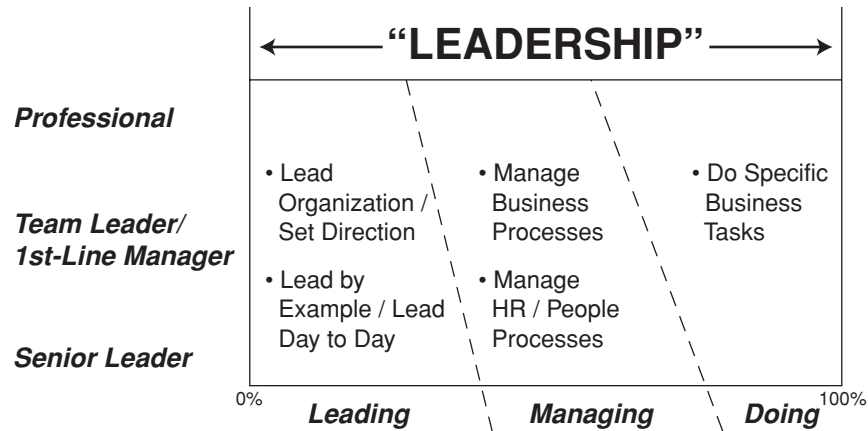 “LEADERSHIP”
Professional
Team Leader/
1st-Line Manager
Senior Leader
• Lead
Organization /
Set Direction
• Lead by
Example / Lead
Day to Day
• Manage
Business
Processes
• Manage
HR / People
Processes
• Do Specific
Business
Tasks
0%
100%
Leading
Managing
Doing